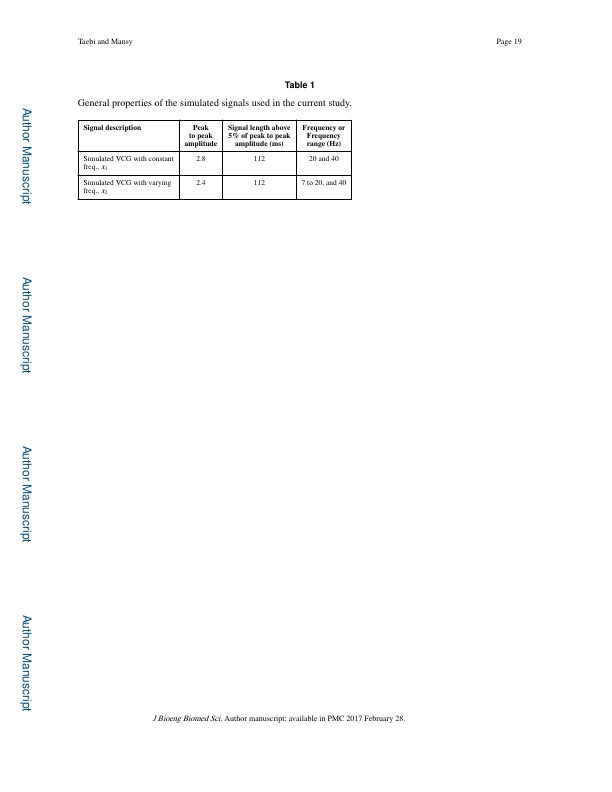 Taebi and Mansy
Page 19
Table 1
General properties of the simulated signals used in the current study.
Signal description
Peak
to peak
amplitude
Signal length above
5% of peak to peak
amplitude (ms)
Frequency or
Frequency
range (Hz)
Simulated VCG with constant
freq., x₁
2.8
112
20 and 40
Simulated VCG with varying
freq., x₂
2.4
112
7 to 20, and 40
Author Manuscript
Author Manuscript
Author Manuscript
Author Manuscript
J Bioeng Biomed Sci. Author manuscript; available in PMC 2017 February 28.